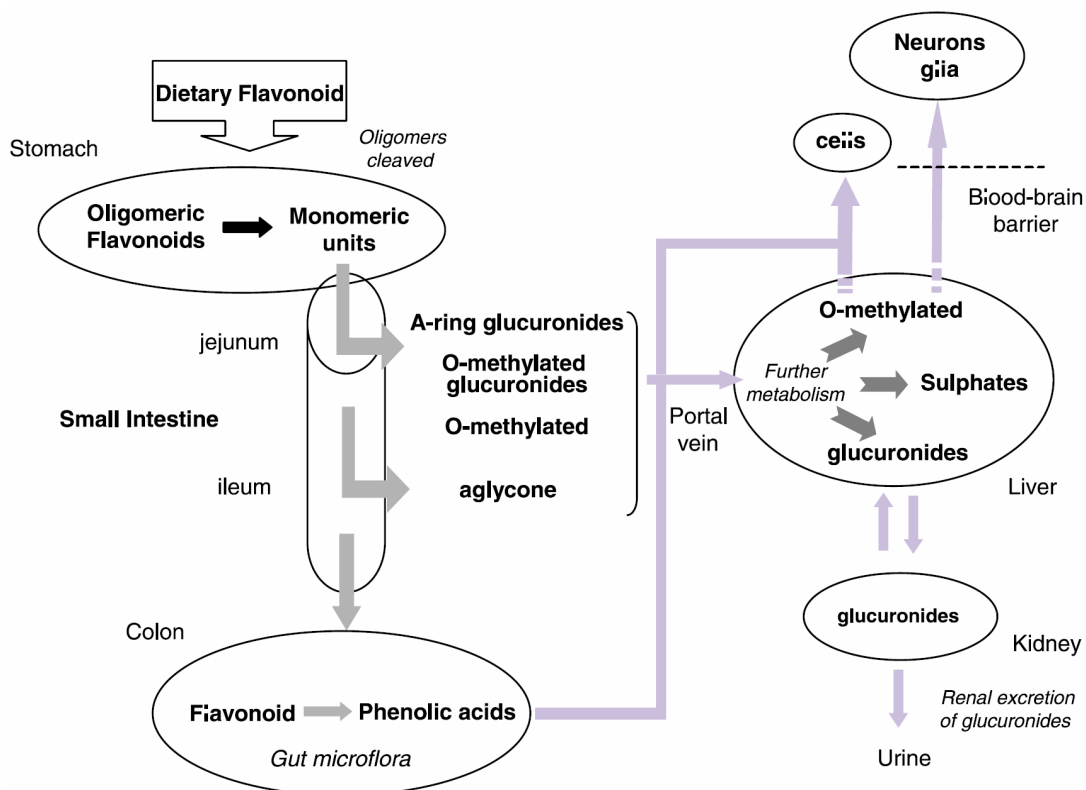 Neurons
glia
Dietary Flavonoid
Oligomers
cleaved
Stomach
cells
Blood-brain
barrier
Oligomeric
Flavonoids
Monomeric
units
jejunum
A-ring glucuronides
O-methylated
glucuronides
O-methylated
Small Intestine
ileum
aglycone
Portal
vein
O-methylated
Further
metabolism
Sulphates
glucuronides
Liver
Colon
glucuronides
Kidney
Flavonoid
Phenolic acids
Gut microflora
Renal excretion
of glucuronides
Urine